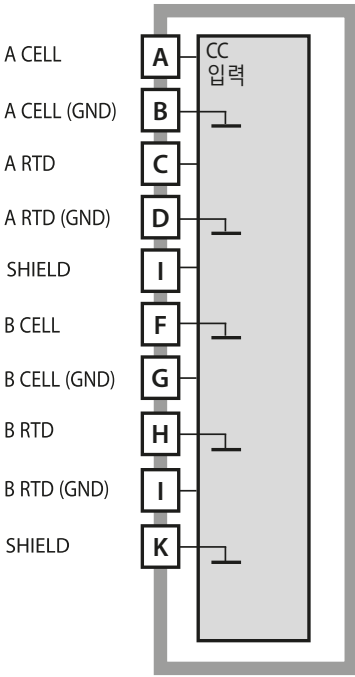 A CELL A CC
입력
A CELL (GND) B
A RTD C
A RTD (GND) D
SHIELD I
B CELL F
B CELL (GND) G
B RTD H
B RTD (GND) I
SHIELD K